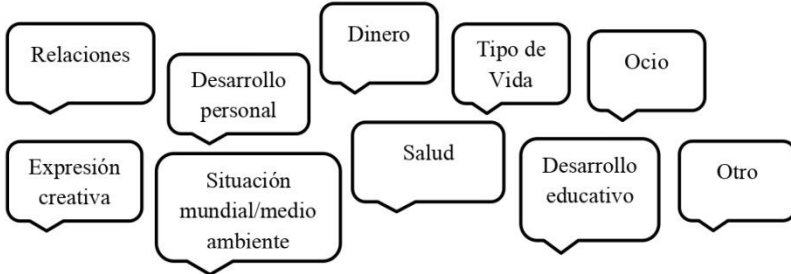 Relaciones
Desarrollo
personal
Dinero
Tipo de
Vida
Ocio
Expresión
creativa
Situación
mundial/medio
ambiente
Salud
Desarrollo
educativo
Otro